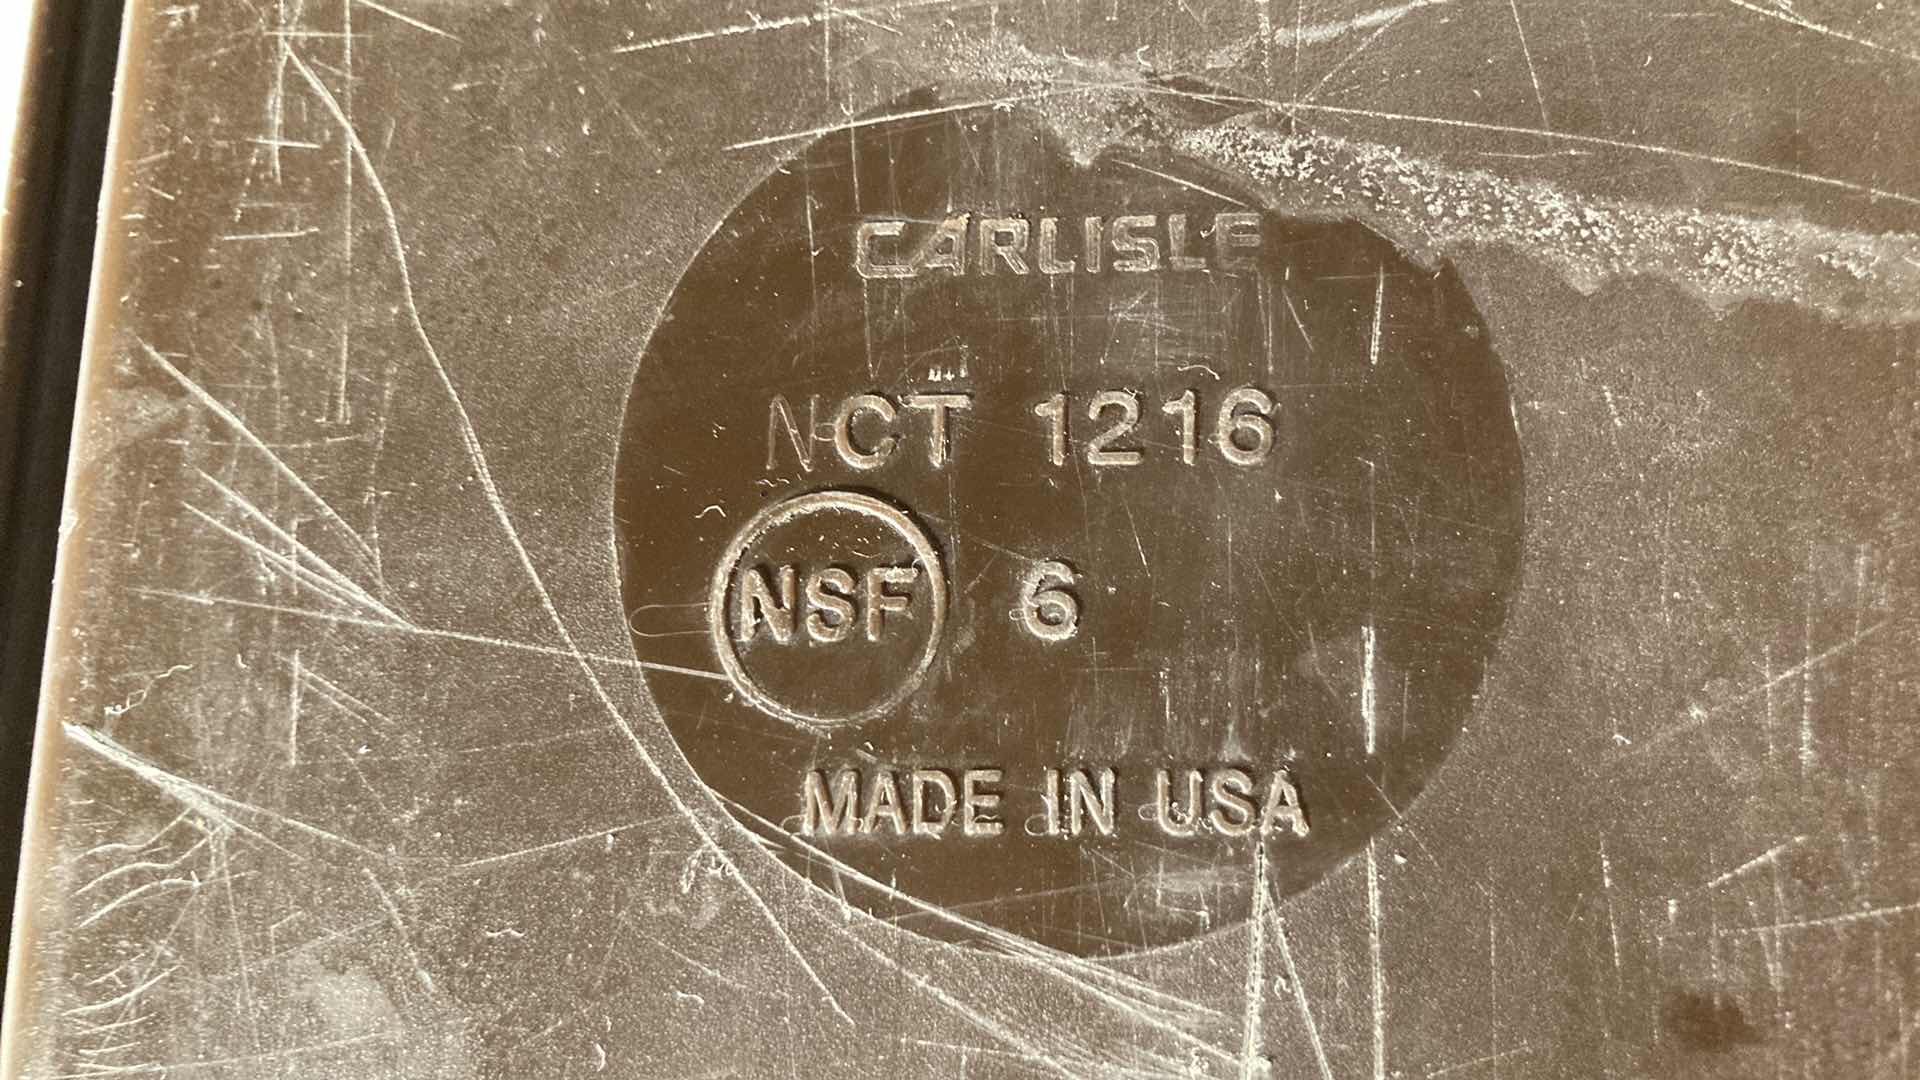 CARLISLE
NCT 1216
NSF 6
MADE IN USA